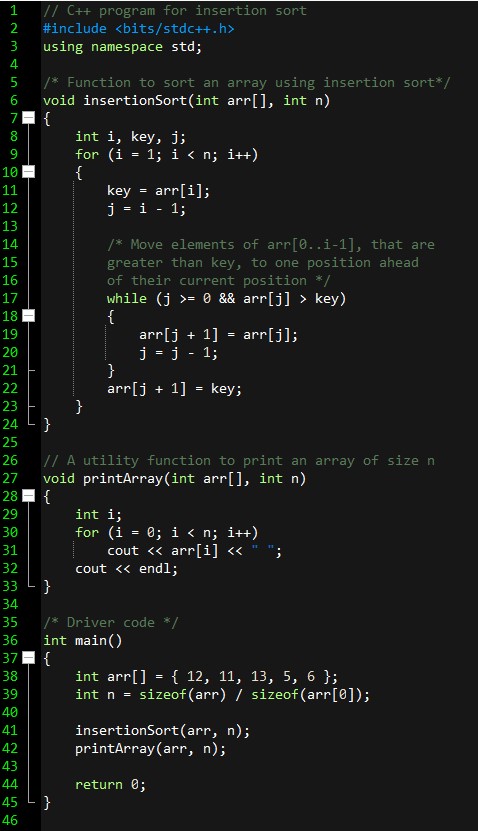 1 // C++ program for insertion sort
2 #include <bits/stdc++.h>
3 using namespace std;
4
5 /* Function to sort an array using insertion sort*/
6 void insertionSort(int arr[], int n)
7 {
8     int i, key, j;
9     for (i = 1; i < n; i++)
10     {
11         key = arr[i];
12         j = i - 1;
13
14         /* Move elements of arr[0..i-1], that are
15         greater than key, to one position ahead
16         of their current position */
17         while (j >= 0 && arr[j] > key)
18         {
19             arr[j + 1] = arr[j];
20             j = j - 1;
21         }
22         arr[j + 1] = key;
23     }
24 }
25
26 // A utility function to print an array of size n
27 void printArray(int arr[], int n)
28 {
29     int i;
30     for (i = 0; i < n; i++)
31         cout << arr[i] << " ";
32     cout << endl;
33 }
34
35 /* Driver code */
36 int main()
37 {
38     int arr[] = { 12, 11, 13, 5, 6 };
39     int n = sizeof(arr) / sizeof(arr[0]);
40
41     insertionSort(arr, n);
42     printArray(arr, n);
43
44     return 0;
45 }
46